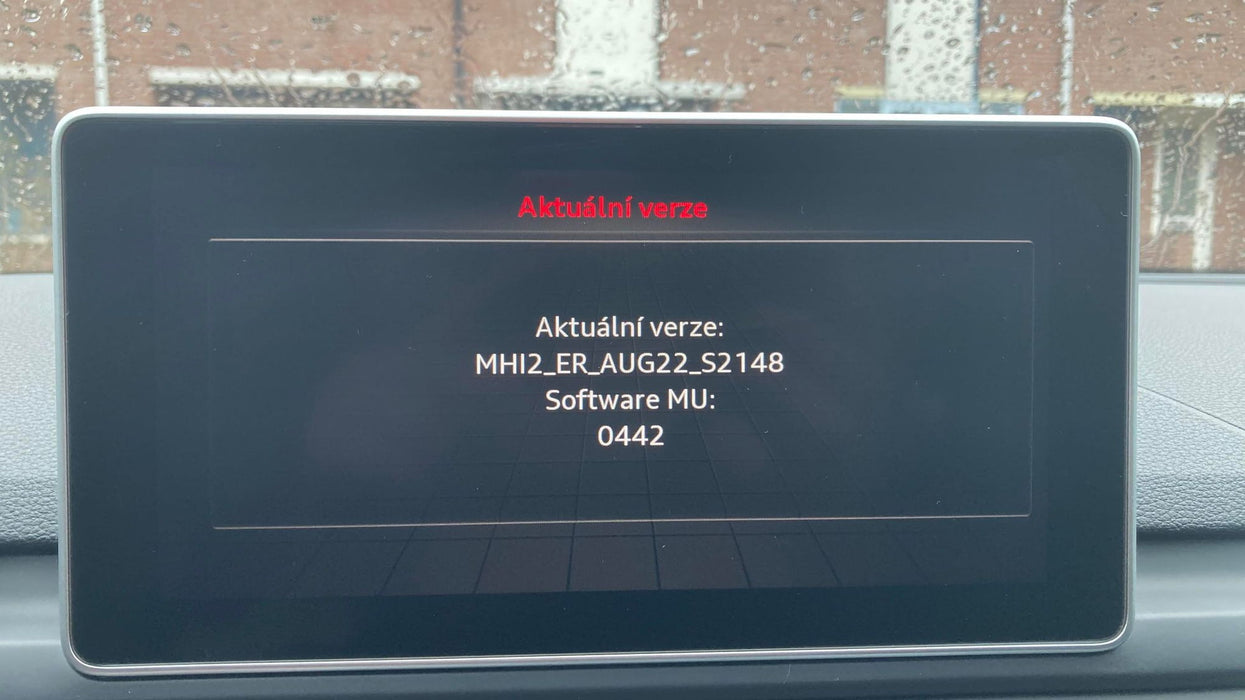 Aktuální verze
Aktuální verze:
MHI2_ER_AUG22_S2148
Software MU:
0442